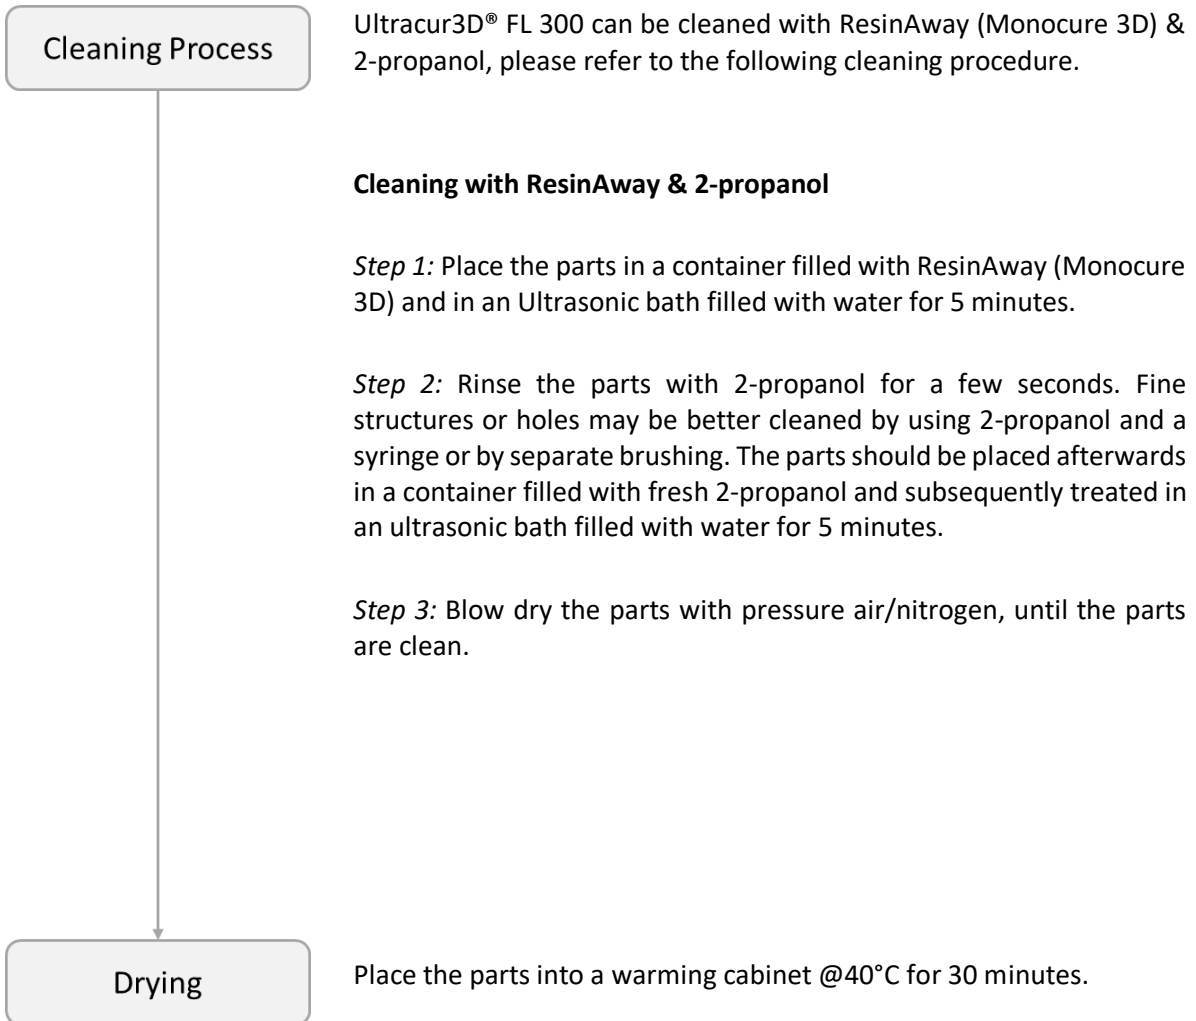 Cleaning Process
Ultracur3D® FL 300 can be cleaned with ResinAway (Monocure 3D) &
2-propanol, please refer to the following cleaning procedure.
Cleaning with ResinAway & 2-propanol
Step 1: Place the parts in a container filled with ResinAway (Monocure
3D) and in an Ultrasonic bath filled with water for 5 minutes.
Step 2: Rinse the parts with 2-propanol for a few seconds. Fine
structures or holes may be better cleaned by using 2-propanol and a
syringe or by separate brushing. The parts should be placed afterwards
in a container filled with fresh 2-propanol and subsequently treated in
an ultrasonic bath filled with water for 5 minutes.
Step 3: Blow dry the parts with pressure air/nitrogen, until the parts
are clean.
Drying
Place the parts into a warming cabinet @40°C for 30 minutes.